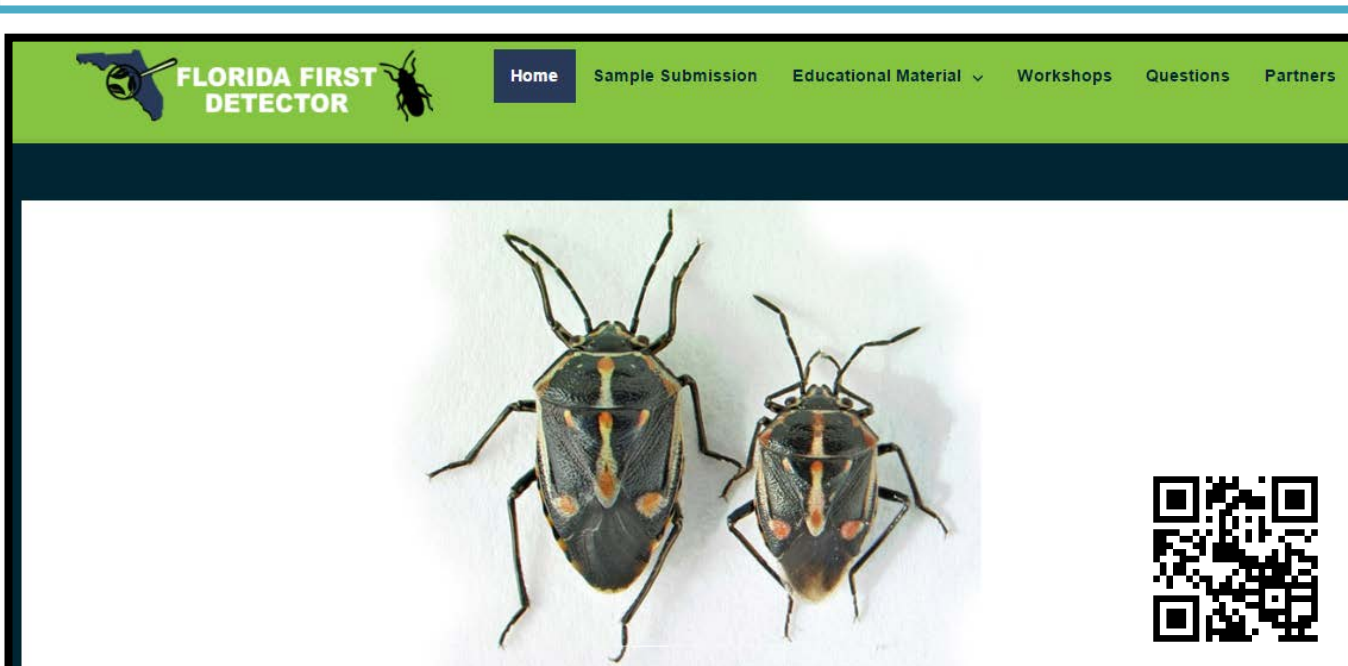 FLORIDA FIRST
DETECTOR
Home Sample Submission Educational Material Workshops Questions Partners